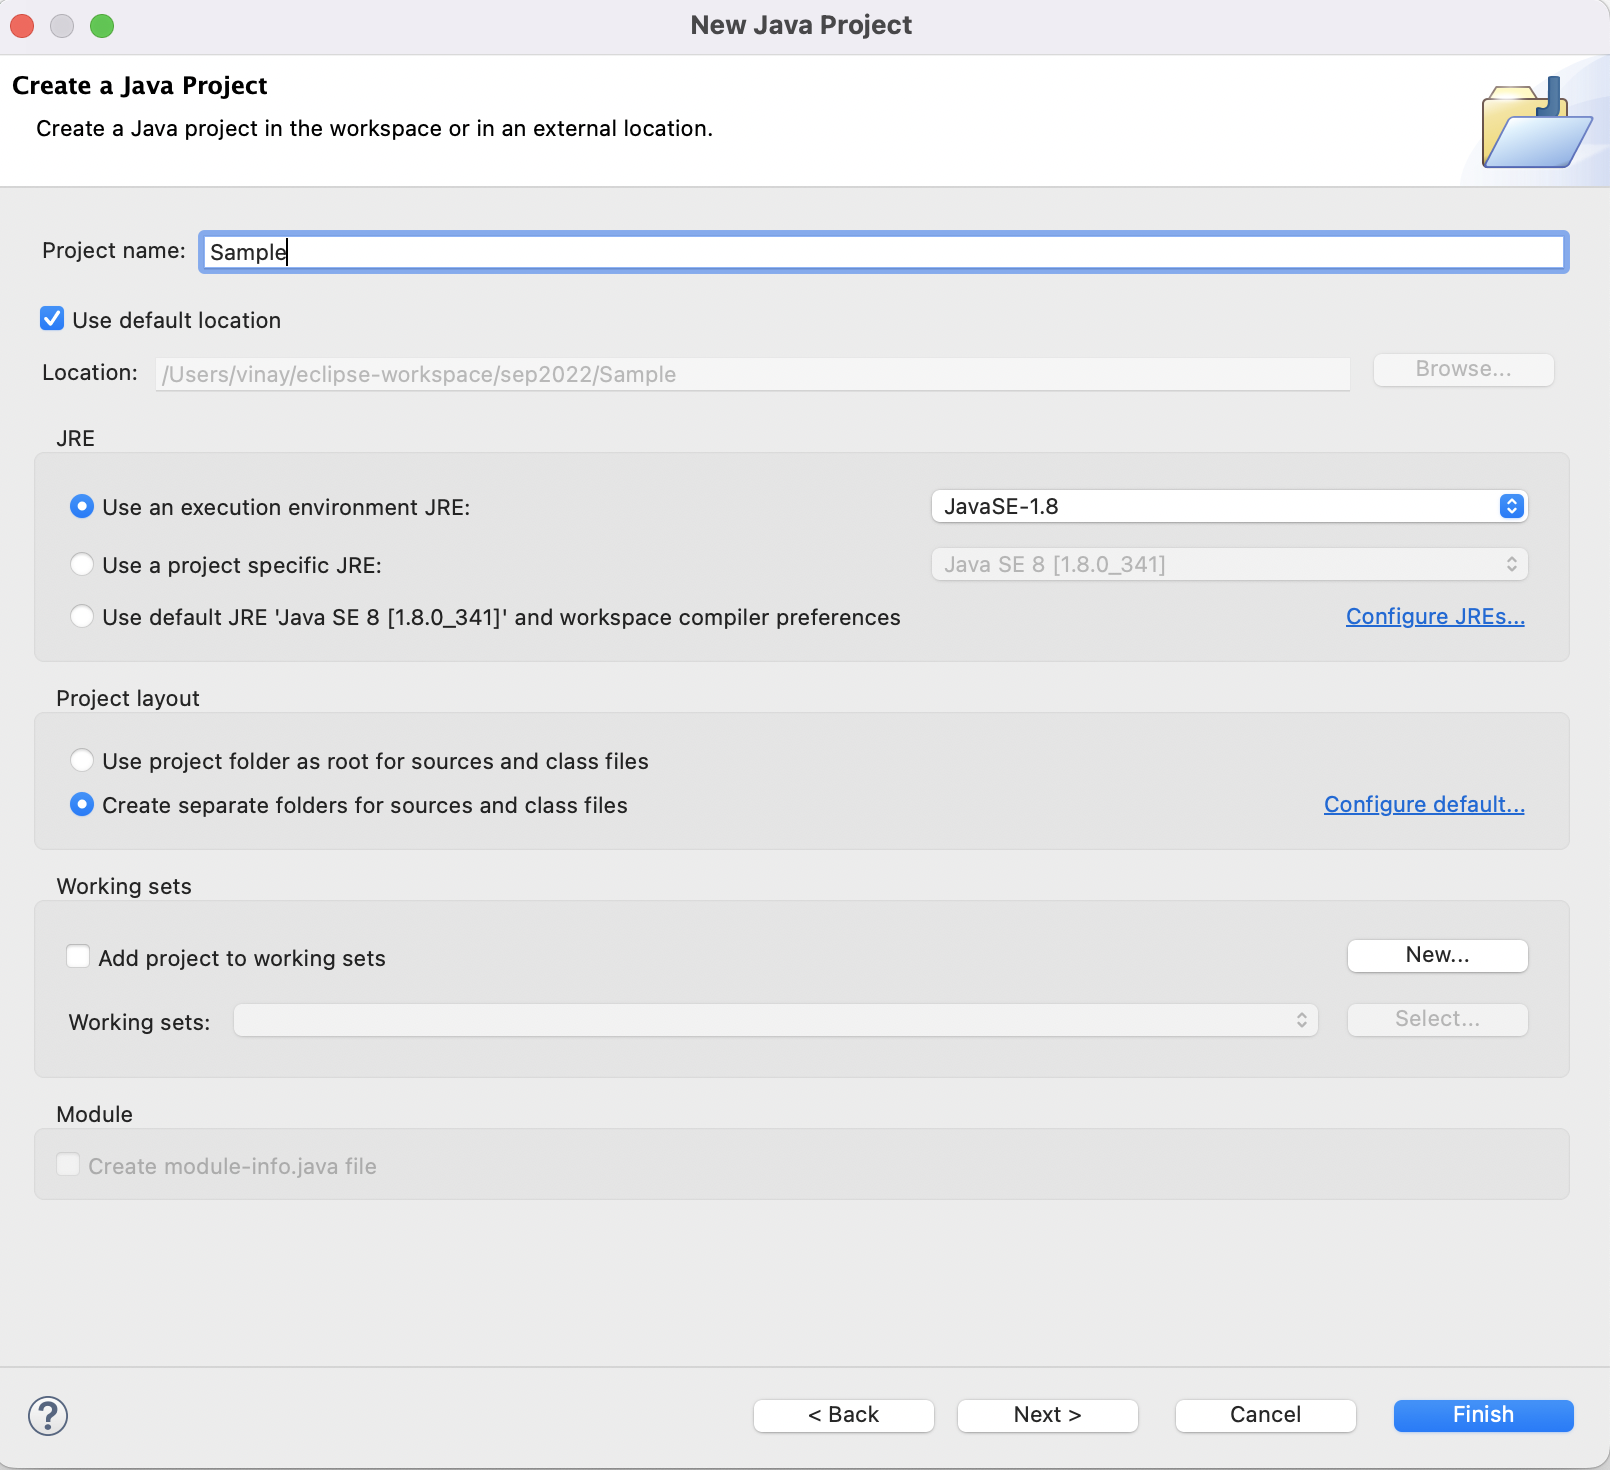 New Java Project
Create a Java Project
Create a Java project in the workspace or in an external location.
Project name: Sample
Use default location
Location: /Users/vinay/eclipse-workspace/sep2022/Sample Browse...
JRE
Use an execution environment JRE: JavaSE-1.8
Use a project specific JRE: Java SE 8 [1.8.0_341]
Use default JRE 'Java SE 8 [1.8.0_341]' and workspace compiler preferences Configure JREs...
Project layout
Use project folder as root for sources and class files
Create separate folders for sources and class files Configure default...
Working sets
Add project to working sets New...
Working sets: Select...
Module
Create module-info.java file
? < Back Next > Cancel Finish